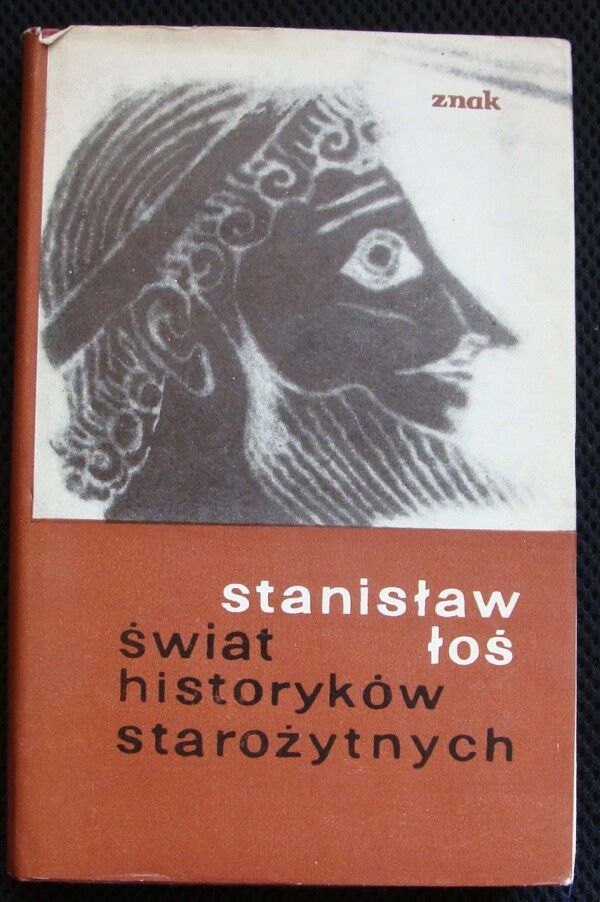 znak
stanisław
świat łoś
historyków
starożytnych